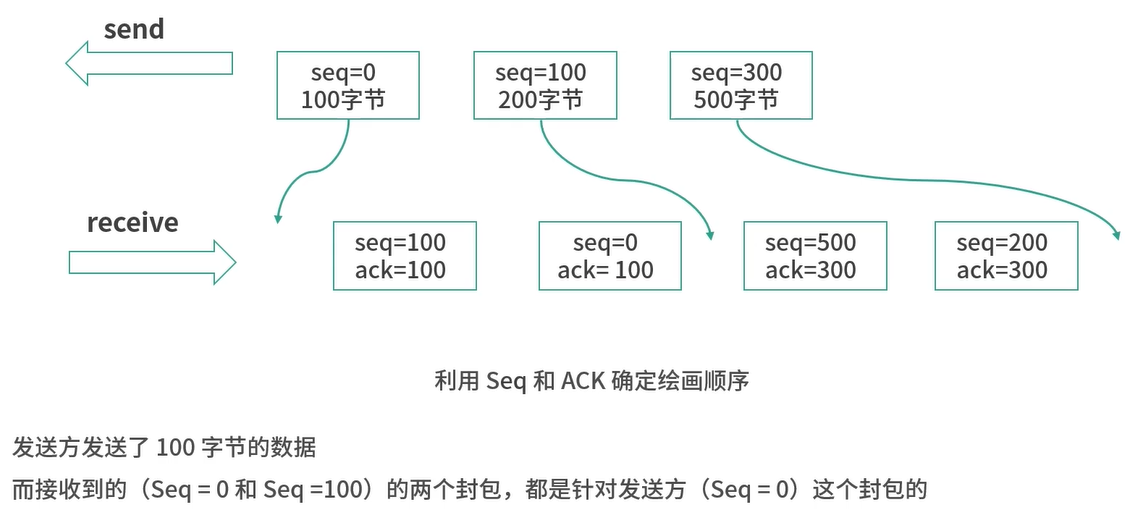 send
seq=0
100字节
seq=100
200字节
seq=300
500字节
receive
seq=100
ack=100
seq=0
ack= 100
seq=500
ack=300
seq=200
ack=300
利用 Seq 和 ACK 确定绘画顺序
发送方发送了 100 字节的数据
而接收到的（Seq = 0 和 Seq =100）的两个封包，都是针对发送方（Seq = 0）这个封包的